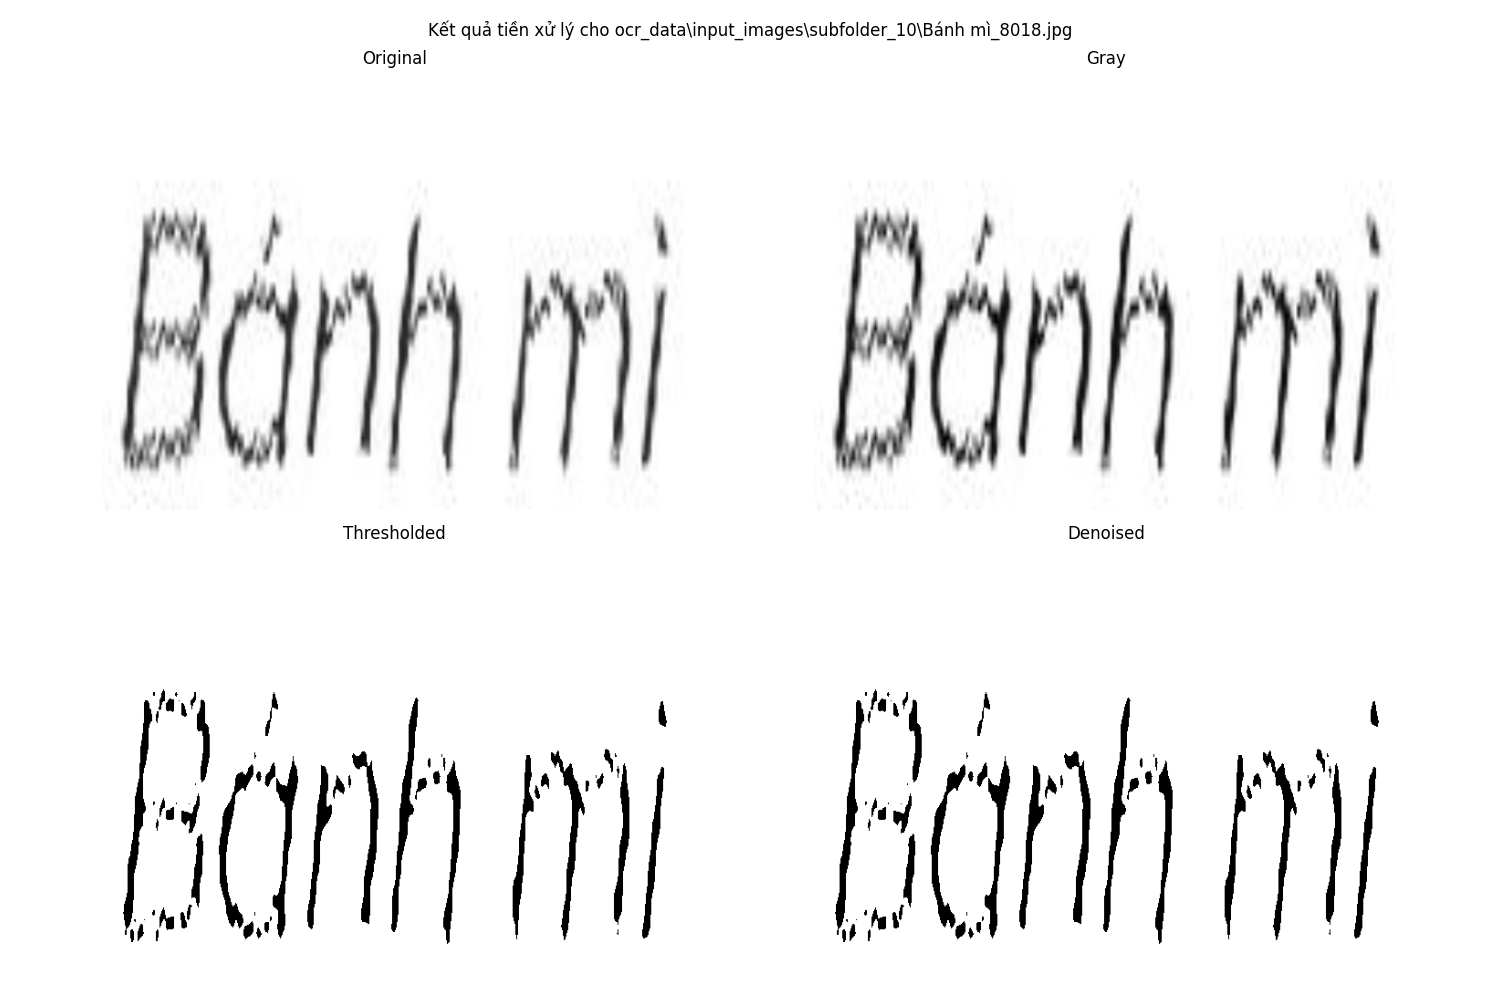 Kết quả tiền xử lý cho ocr_data\input_images\subfolder_10\Bánh mì_8018.jpg
Original
Gray
Bánh mì
Bánh mì
Thresholded
Denoised
Bánh mì
Bánh mì